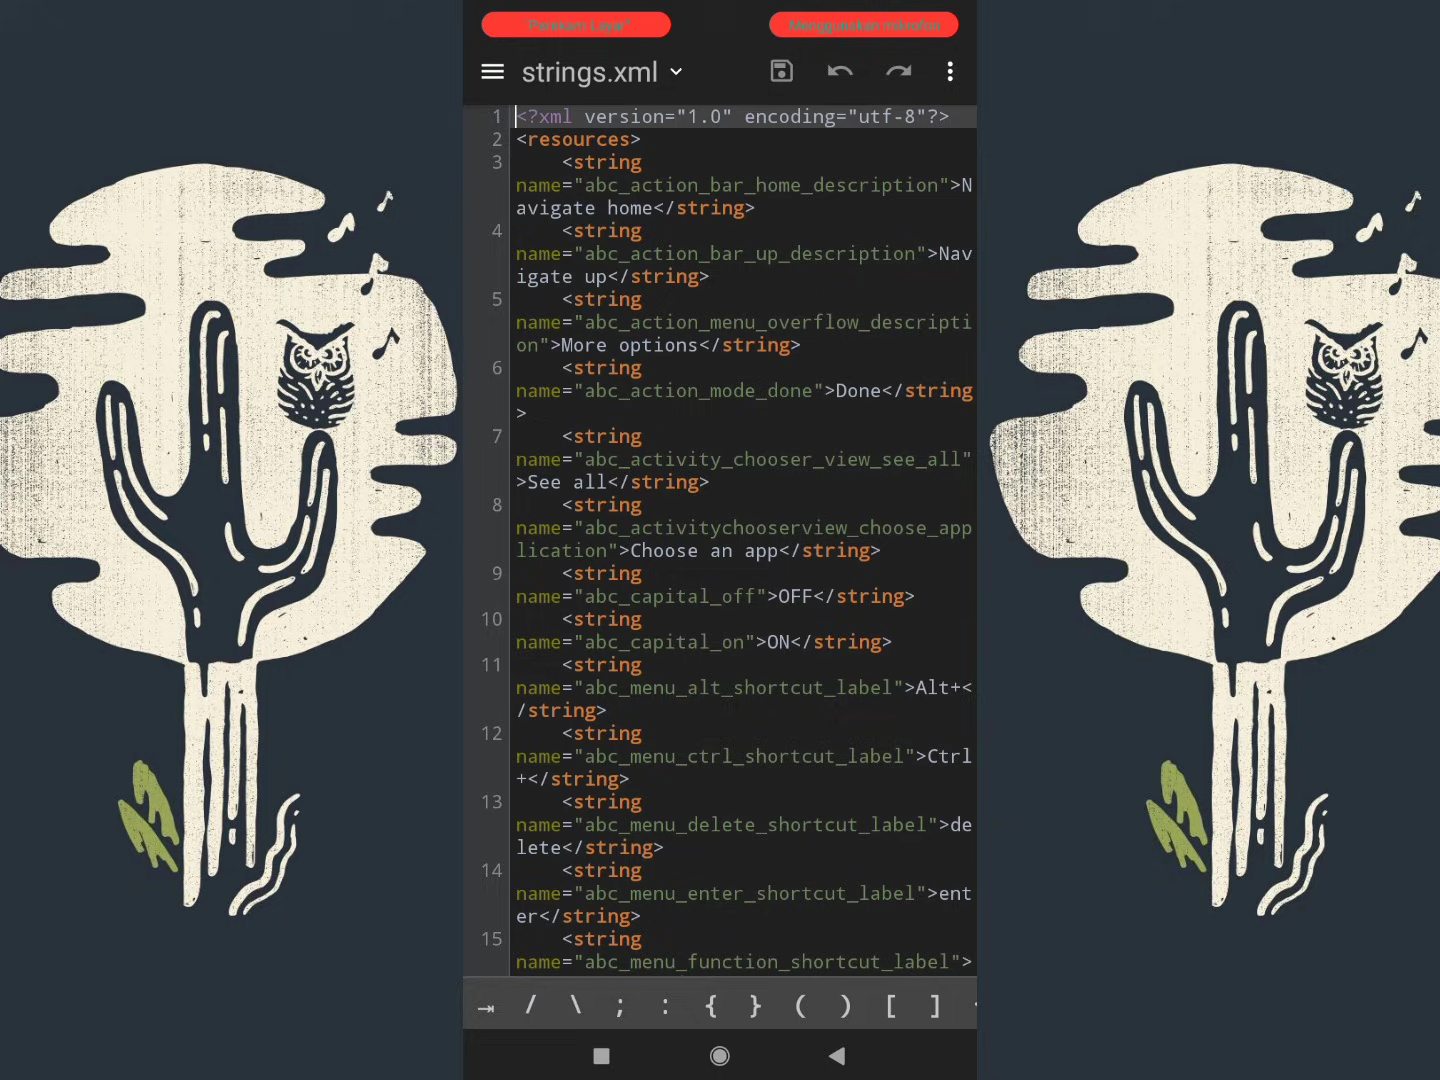 Perekam Layar"
Menggunakan mikrofon
strings.xml
1 <?xml version="1.0" encoding="utf-8"?>
2 <resources>
3 <string
name="abc_action_bar_home_description">N
avigate home</string>
4 <string
name="abc_action_bar_up_description">Nav
igate up</string>
5 <string
name="abc_action_menu_overflow_descripti
on">More options</string>
6 <string
name="abc_action_mode_done">Done</string
>
7 <string
name="abc_activity_chooser_view_see_all"
>See all</string>
8 <string
name="abc_activitychooserview_choose_app
lication">Choose an app</string>
9 <string
name="abc_capital_off">OFF</string>
10 <string
name="abc_capital_on">ON</string>
11 <string
name="abc_menu_alt_shortcut_label">Alt+<
/string>
12 <string
name="abc_menu_ctrl_shortcut_label">Ctrl
+</string>
13 <string
name="abc_menu_delete_shortcut_label">de
lete</string>
14 <string
name="abc_menu_enter_shortcut_label">ent
er</string>
15 <string
name="abc_menu_function_shortcut_label">
⇥ / \ ; : { } ( ) [ ]